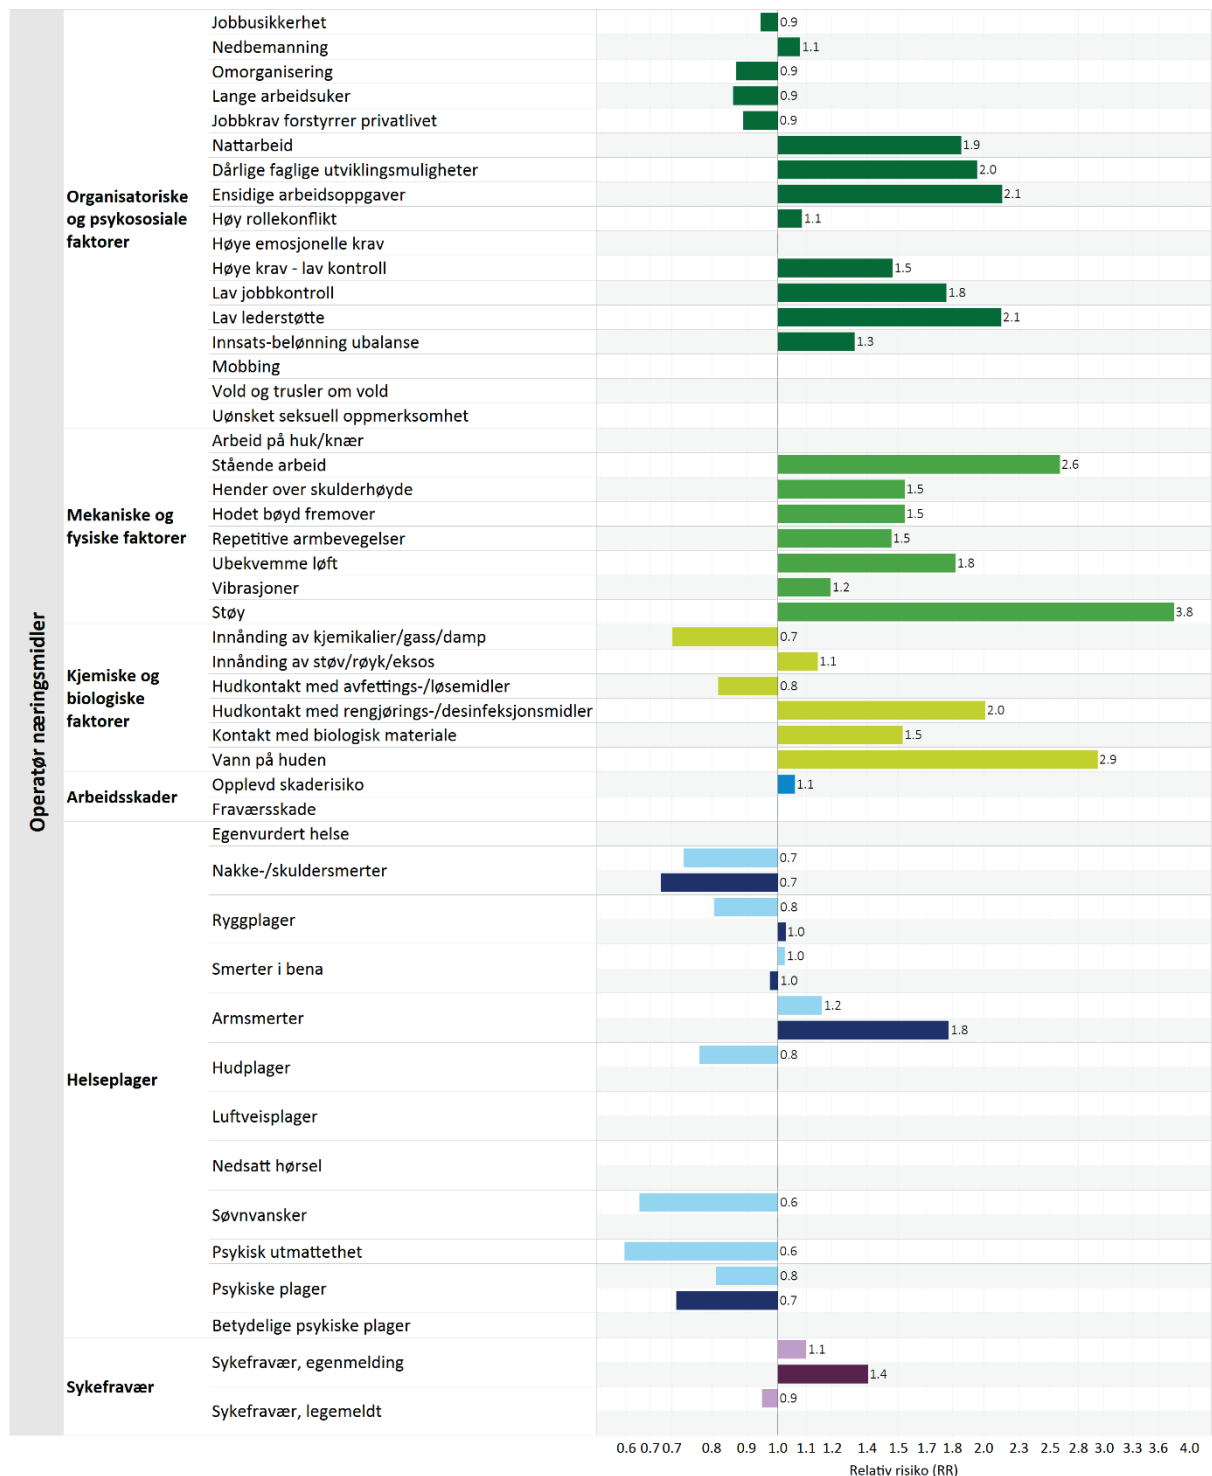 Operatør næringsmidler
Organisatoriske
og psykososiale
faktorer
Jobbusikkerhet 0.9
Nedbemanning 1.1
Omorganisering 0.9
Lange arbeidsuker 0.9
Jobbkrav forstyrrer privatlivet 0.9
Nattarbeid 1.9
Dårlige faglige utviklingsmuligheter 2.0
Ensidige arbeidsoppgaver 2.1
Høy rollekonflikt 1.1
Høye emosjonelle krav
Høye krav - lav kontroll 1.5
Lav jobbkontroll 1.8
Lav lederstøtte 2.1
Innsats-belønning ubalanse 1.3
Mobbing
Vold og trusler om vold
Uønsket seksuell oppmerksomhet
Mekaniske og
fysiske faktorer
Arbeid på huk/knær
Stående arbeid 2.6
Hender over skulderhøyde 1.5
Hodet bøyd fremover 1.5
Repetitive armbevegelser 1.5
Ubekvemme løft 1.8
Vibrasjoner 1.2
Støy 3.8
Kjemiske og
biologiske
faktorer
Innånding av kjemikalier/gass/damp 0.7
Innånding av støv/røyk/eksos 1.1
Hudkontakt med avfettings-/løsemidler 0.8
Hudkontakt med rengjørings-/desinfeksjonsmidler 2.0
Kontakt med biologisk materiale 1.5
Vann på huden 2.9
Arbeidsskader
Opplevd skaderisiko 1.1
Fraværsskade
Helseplager
Egenvurdert helse
Nakke-/skuldersmerter 0.7
0.7
Ryggplager 0.8
1.0
Smerter i bena 1.0
1.0
Armsmerter 1.2
1.8
Hudplager 0.8
Luftveisplager
Nedsatt hørsel
Søvnvansker 0.6
Psykisk utmattethet 0.6
Psykiske plager 0.8
0.7
Betydelige psykiske plager
Sykefravær
Sykefravær, egenmelding 1.1
1.4
Sykefravær, legemeldt 0.9
0.6 0.7 0.7 0.8 0.9 1.0 1.1 1.2 1.4 1.5 1.7 1.8 2.0 2.3 2.5 2.8 3.0 3.3 3.6 4.0
Relativ risiko (RR)